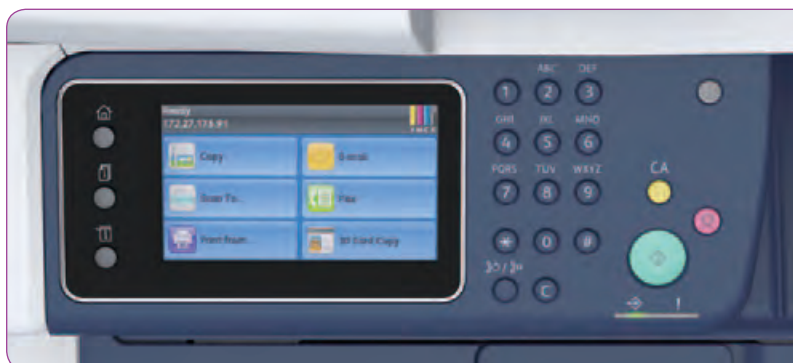 Ready
172.27.175.91
Y M C K
Copy
E-mail
Scan To...
Fax
Print From...
ID Card Copy
ABC DEF
1 2 3
GHI JKL MNO
4 5 6
PQRS TUV WXYZ
7 8 9
* 0 #
C
CA